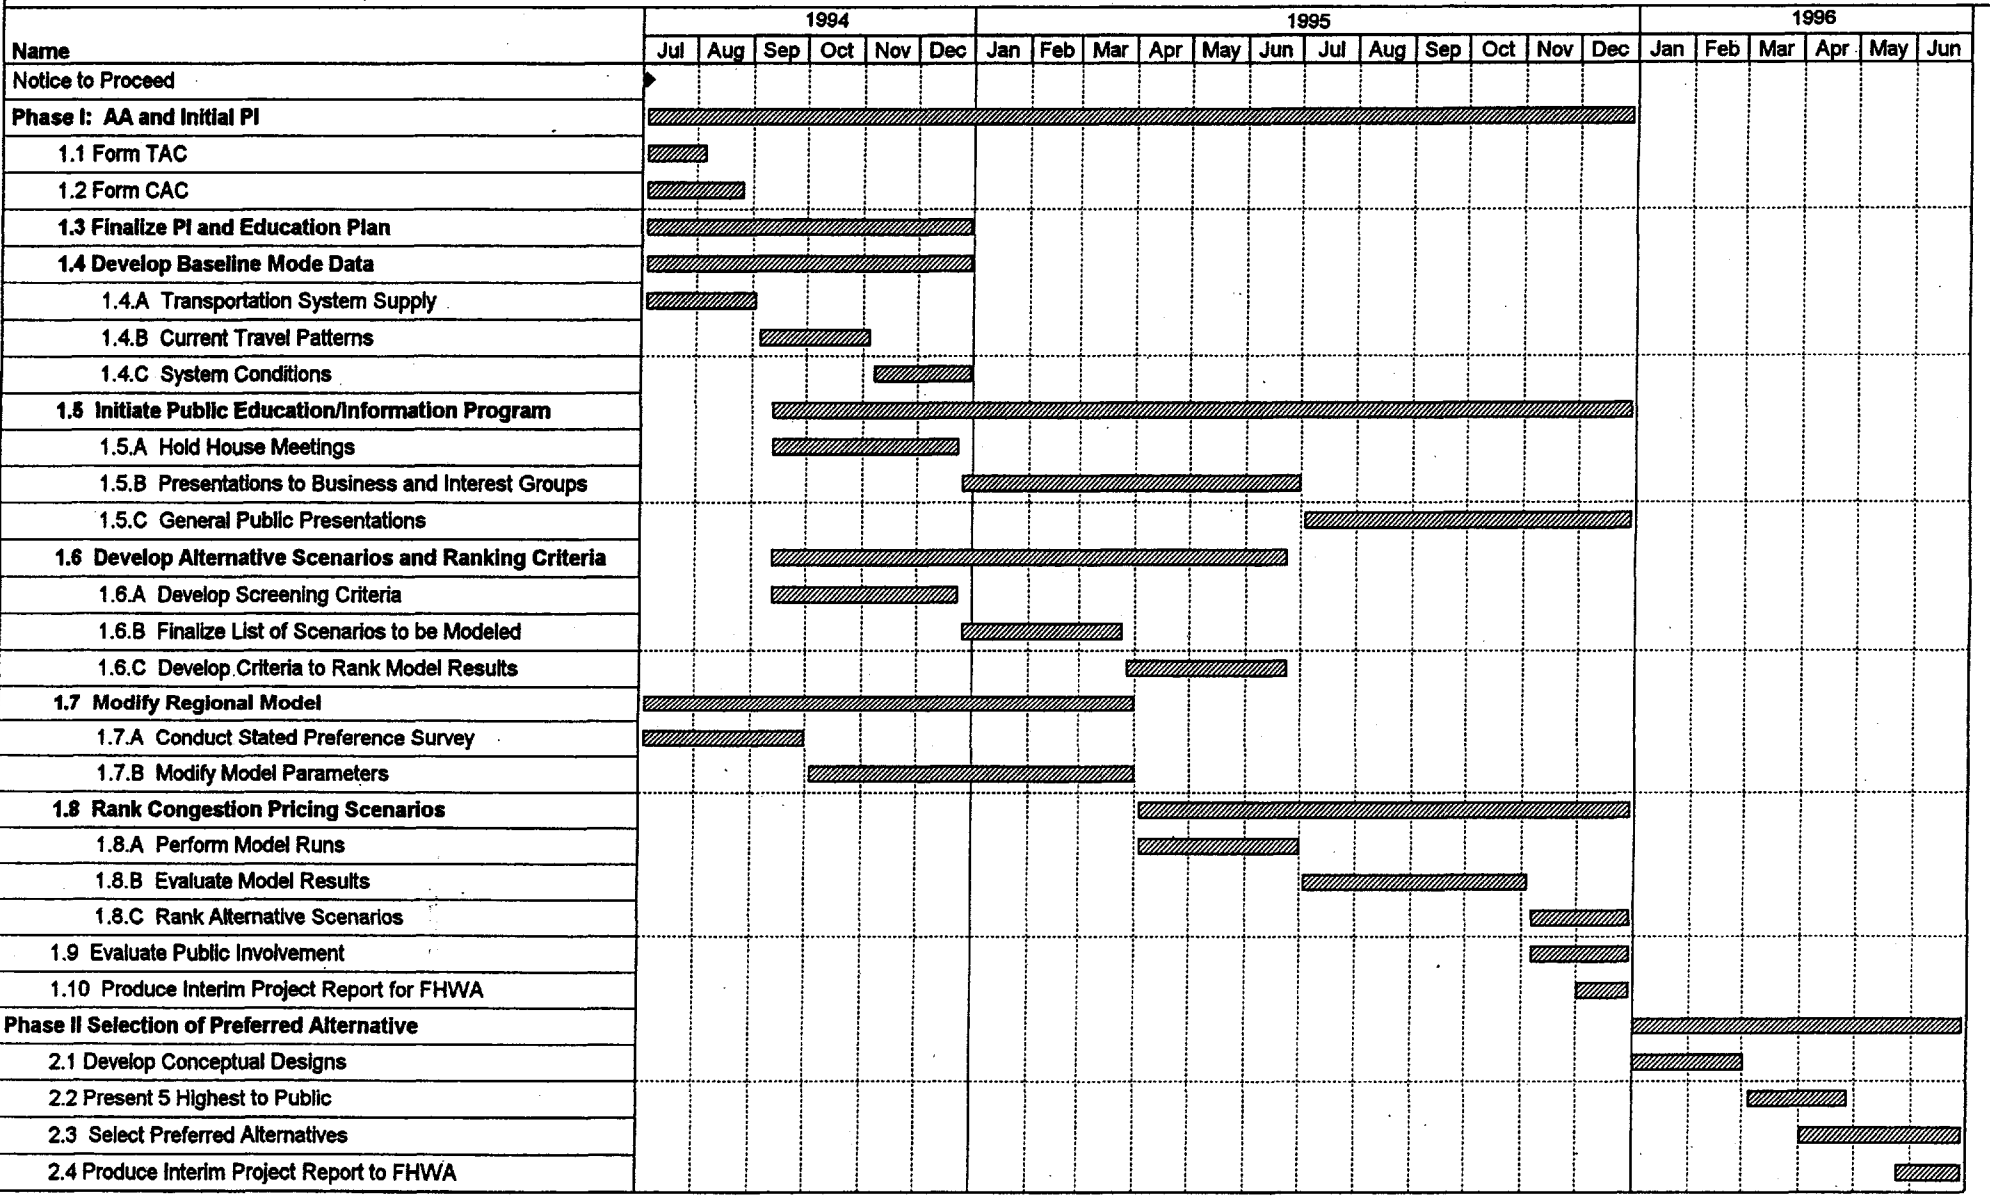 1994 1995 1996
Name Jul Aug Sep Oct Nov Dec Jan Feb Mar Apr May Jun Jul Aug Sep Oct Nov Dec Jan Feb Mar Apr May Jun
Notice to Proceed
Phase I: AA and Initial PI
1.1 Form TAC
1.2 Form CAC
1.3 Finalize PI and Education Plan
1.4 Develop Baseline Mode Data
1.4.A Transportation System Supply
1.4.B Current Travel Patterns
1.4.C System Conditions
1.5 Initiate Public Education/Information Program
1.5.A Hold House Meetings
1.5.B Presentations to Business and Interest Groups
1.5.C General Public Presentations
1.6 Develop Alternative Scenarios and Ranking Criteria
1.6.A Develop Screening Criteria
1.6.B Finalize List of Scenarios to be Modeled
1.6.C Develop Criteria to Rank Model Results
1.7 Modify Regional Model
1.7.A Conduct Stated Preference Survey
1.7.B Modify Model Parameters
1.8 Rank Congestion Pricing Scenarios
1.8.A Perform Model Runs
1.8.B Evaluate Model Results
1.8.C Rank Alternative Scenarios
1.9 Evaluate Public Involvement
1.10 Produce Interim Project Report for FHWA
Phase II Selection of Preferred Alternative
2.1 Develop Conceptual Designs
2.2 Present 5 Highest to Public
2.3 Select Preferred Alternatives
2.4 Produce Interim Project Report to FHWA